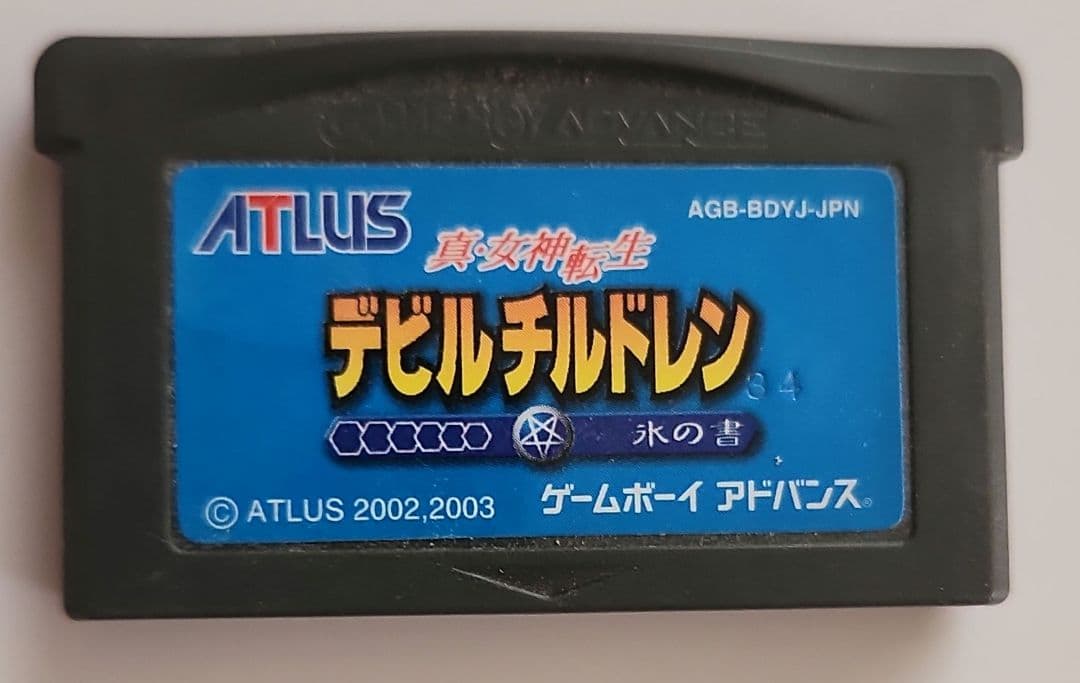 GAME BOY ADVANCE
ATLUS
AGB-BDYJ-JPN
真・女神転生
デビルチルドレン
34
氷の書
© ATLUS 2002,2003
ゲームボーイ アドバンス